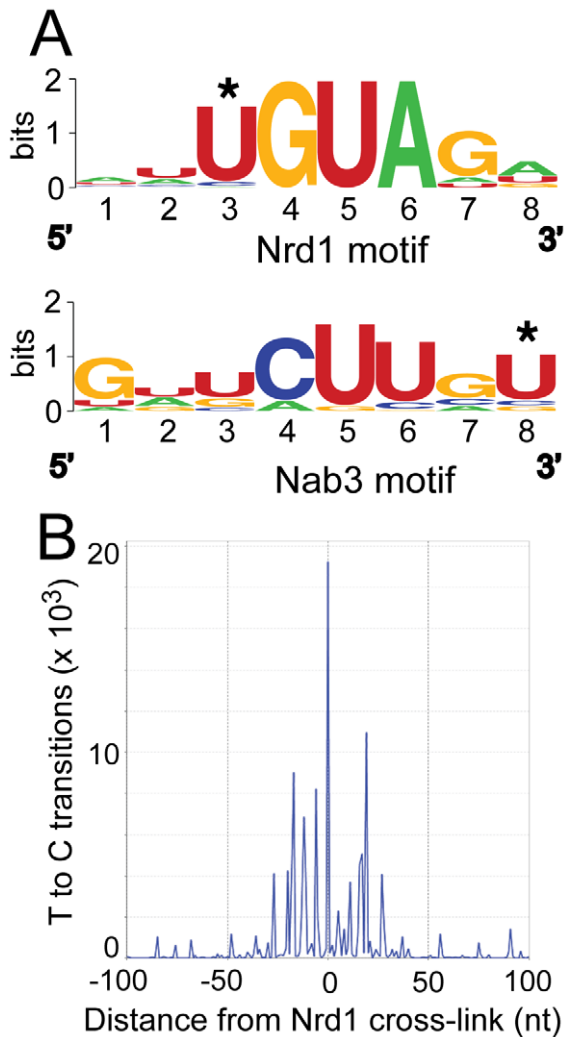 A
bits
2
1
0
*
UGUAGA
1 2 3 4 5 6 7 8
5' 3'
Nrd1 motif
bits
2
1
0
*
GUUCUUGU
1 2 3 4 5 6 7 8
5' 3'
Nab3 motif
B
T to C transitions (x 10³)
20
10
0
-100 -50 0 50 100
Distance from Nrd1 cross-link (nt)